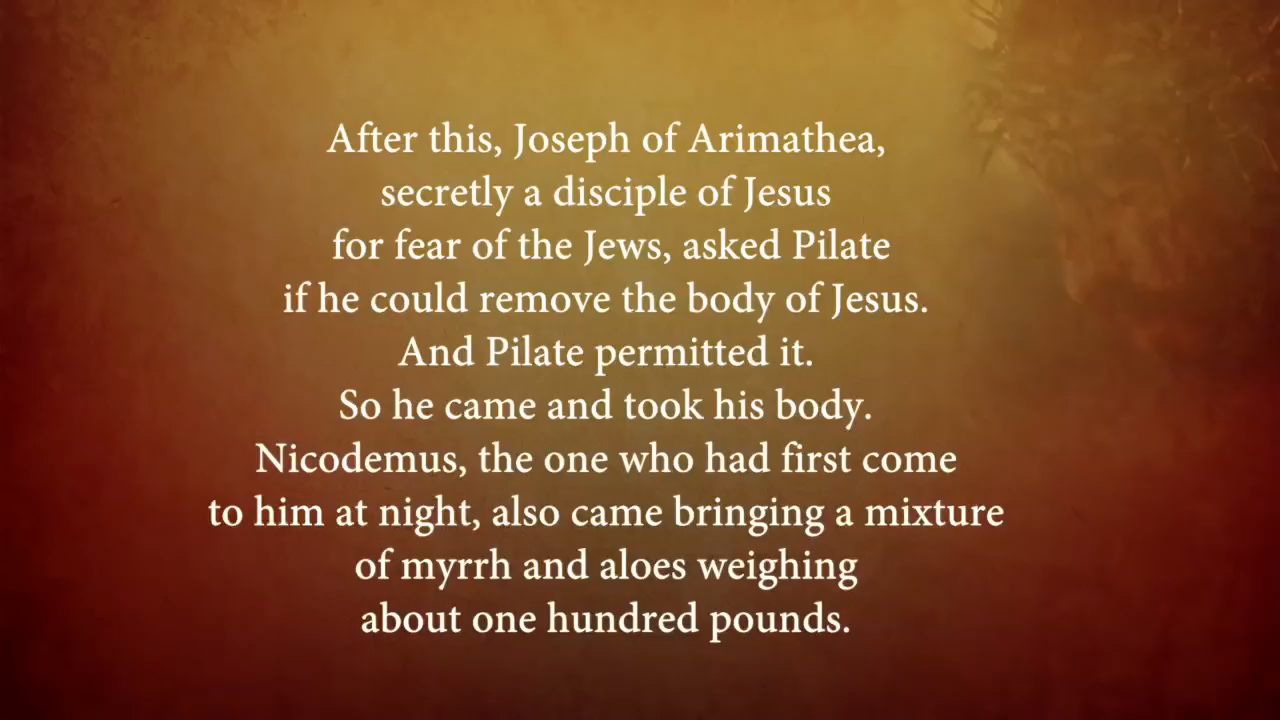 After this, Joseph of Arimathea,
secretly a disciple of Jesus
for fear of the Jews, asked Pilate
if he could remove the body of Jesus.
And Pilate permitted it.
So he came and took his body.
Nicodemus, the one who had first come
to him at night, also came bringing a mixture
of myrrh and aloes weighing
about one hundred pounds.